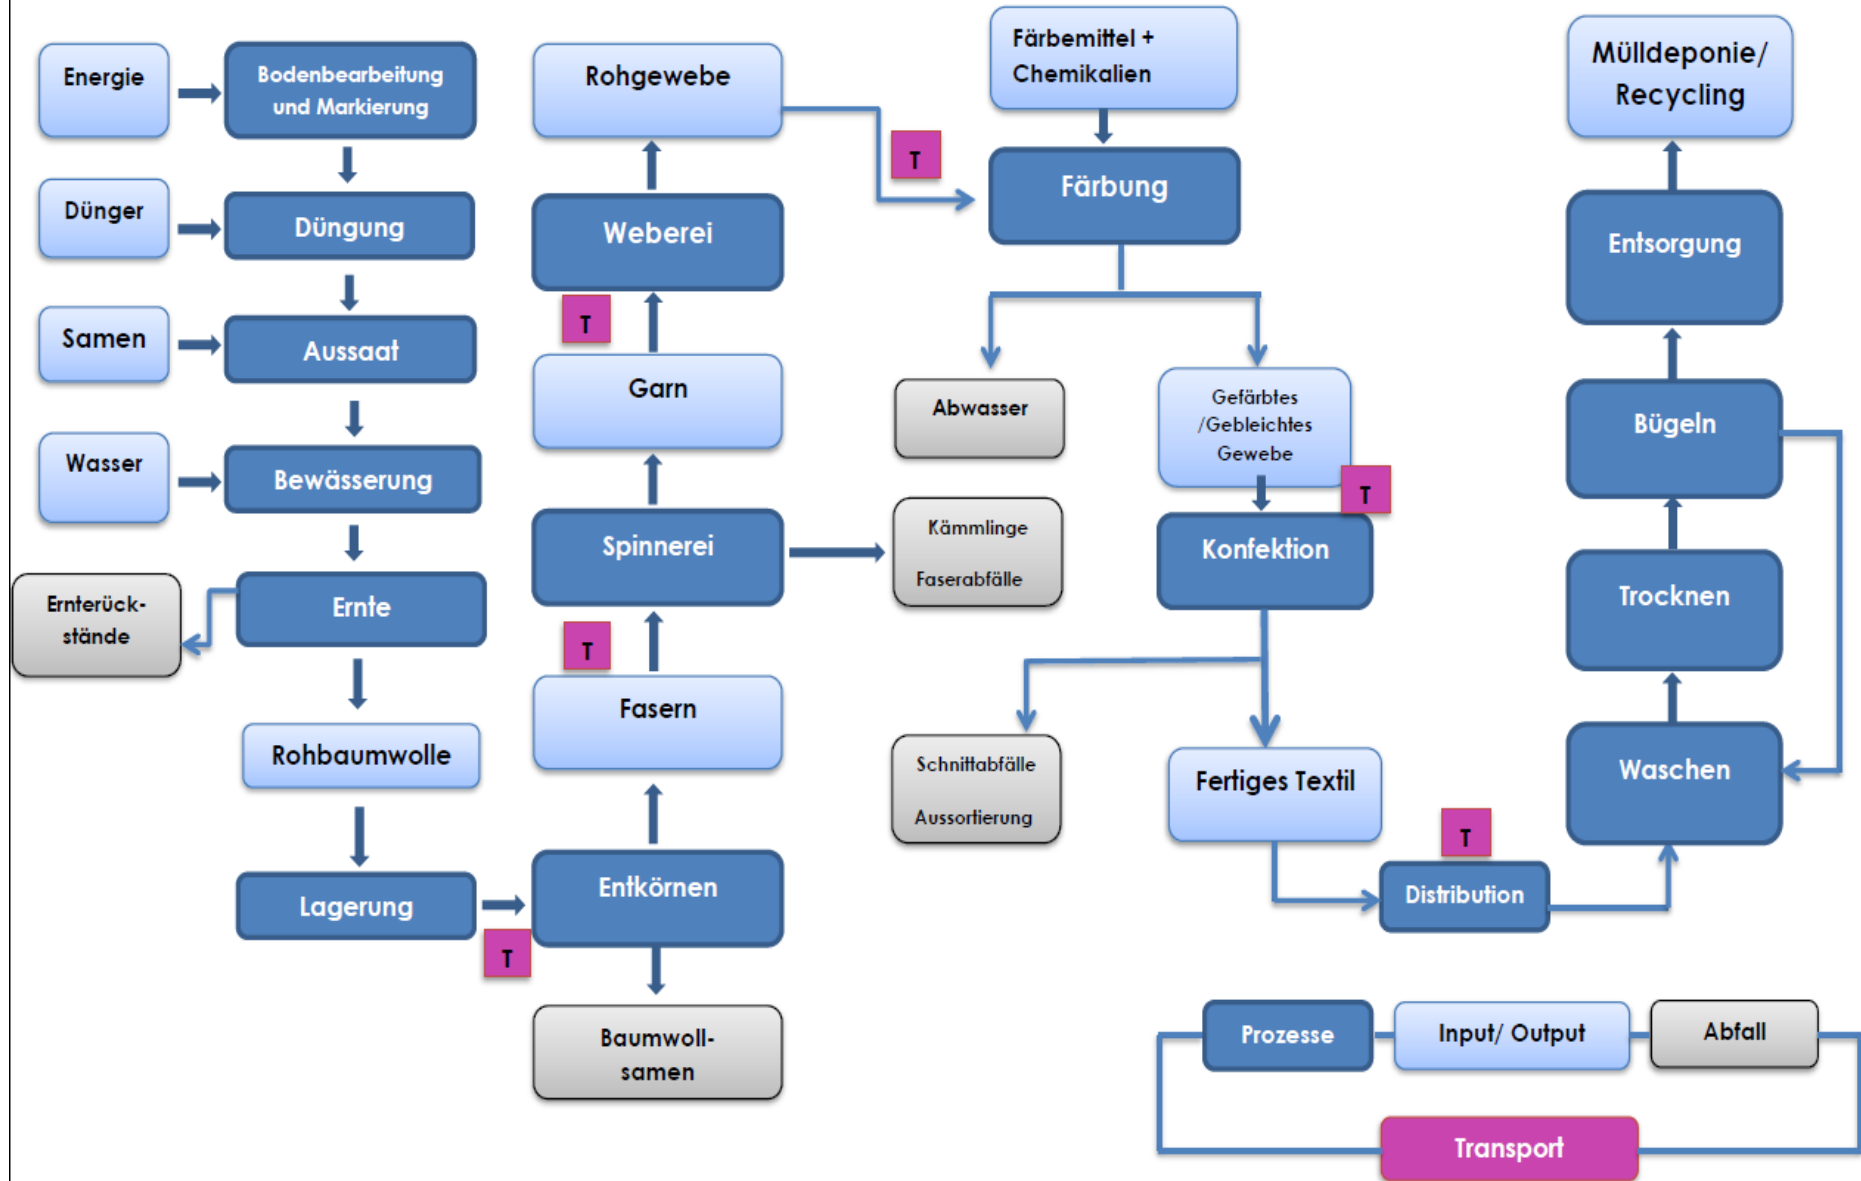 Energie
Bodenbearbeitung
und Markierung
Dünger
Düngung
Samen
Aussaat
Wasser
Bewässerung
Ernterück-
stände
Ernte
Rohbaumwolle
Lagerung
T
Rohgewebe
Weberei
T
Garn
Spinnerei
T
Fasern
Entkörnen
Baumwoll-
samen
T
Färbemittel +
Chemikalien
Färbung
Abwasser
Gefärbtes
/Gebleichtes
Gewebe
T
Kämmlinge
Faserabfälle
Konfektion
Schnittabfälle
Aussortierung
Fertiges Textil
T
Distribution
Mülldeponie/
Recycling
Entsorgung
Bügeln
Trocknen
Waschen
Prozesse
Input/ Output
Abfall
Transport